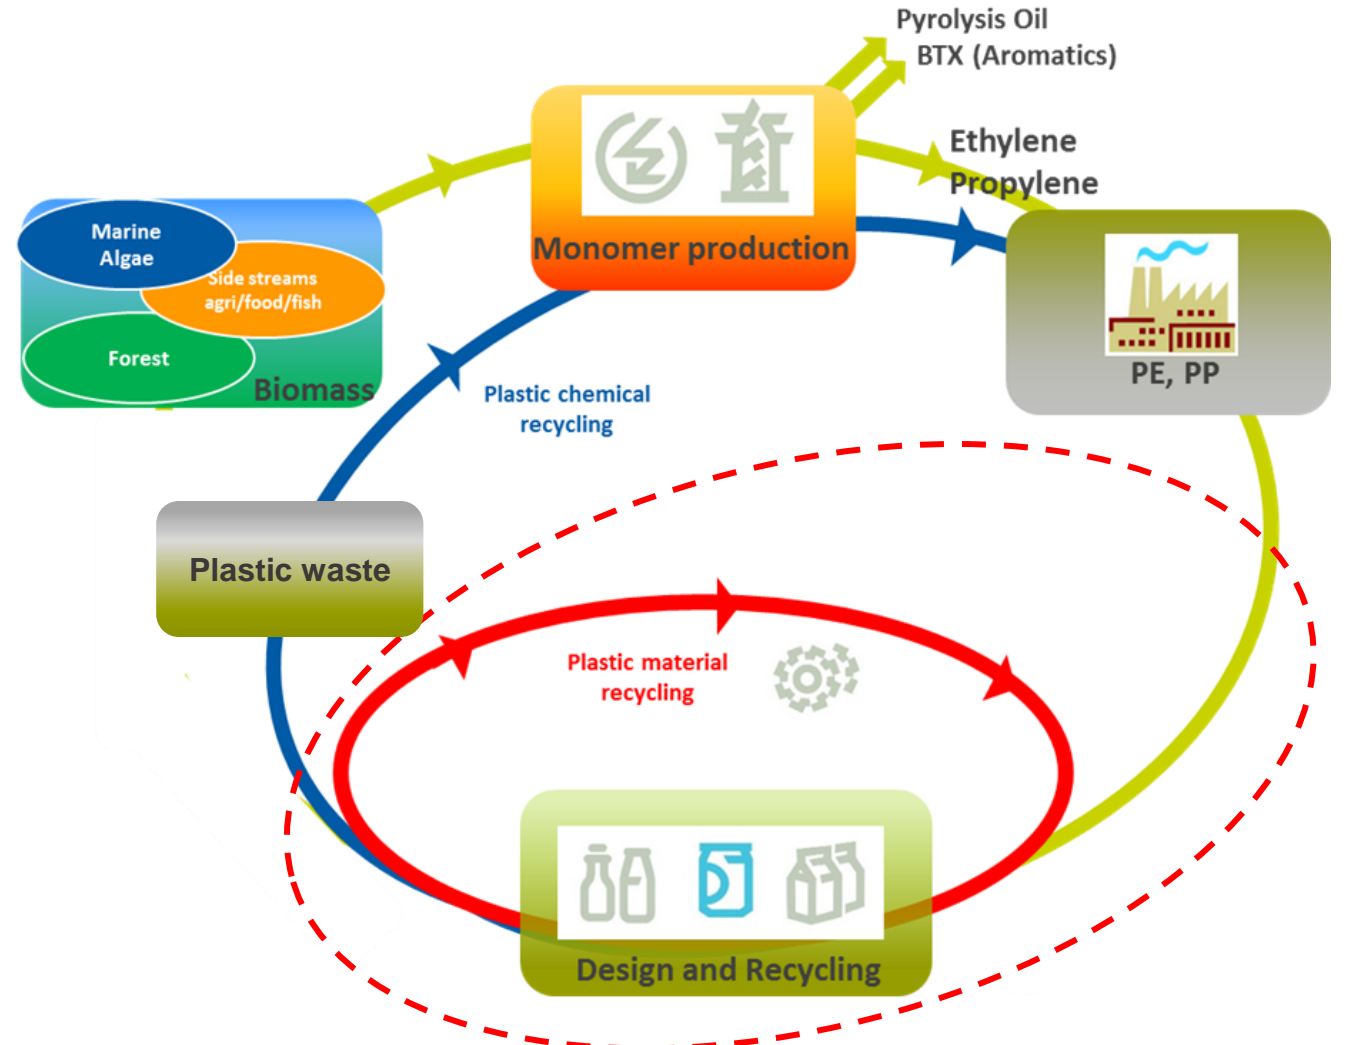 Pyrolysis Oil
BTX (Aromatics)
Ethylene
Propylene
Monomer production
Marine
Algae
Side streams
agri/food/fish
Forest
Biomass
PE, PP
Plastic chemical
recycling
Plastic waste
Plastic material
recycling
Design and Recycling